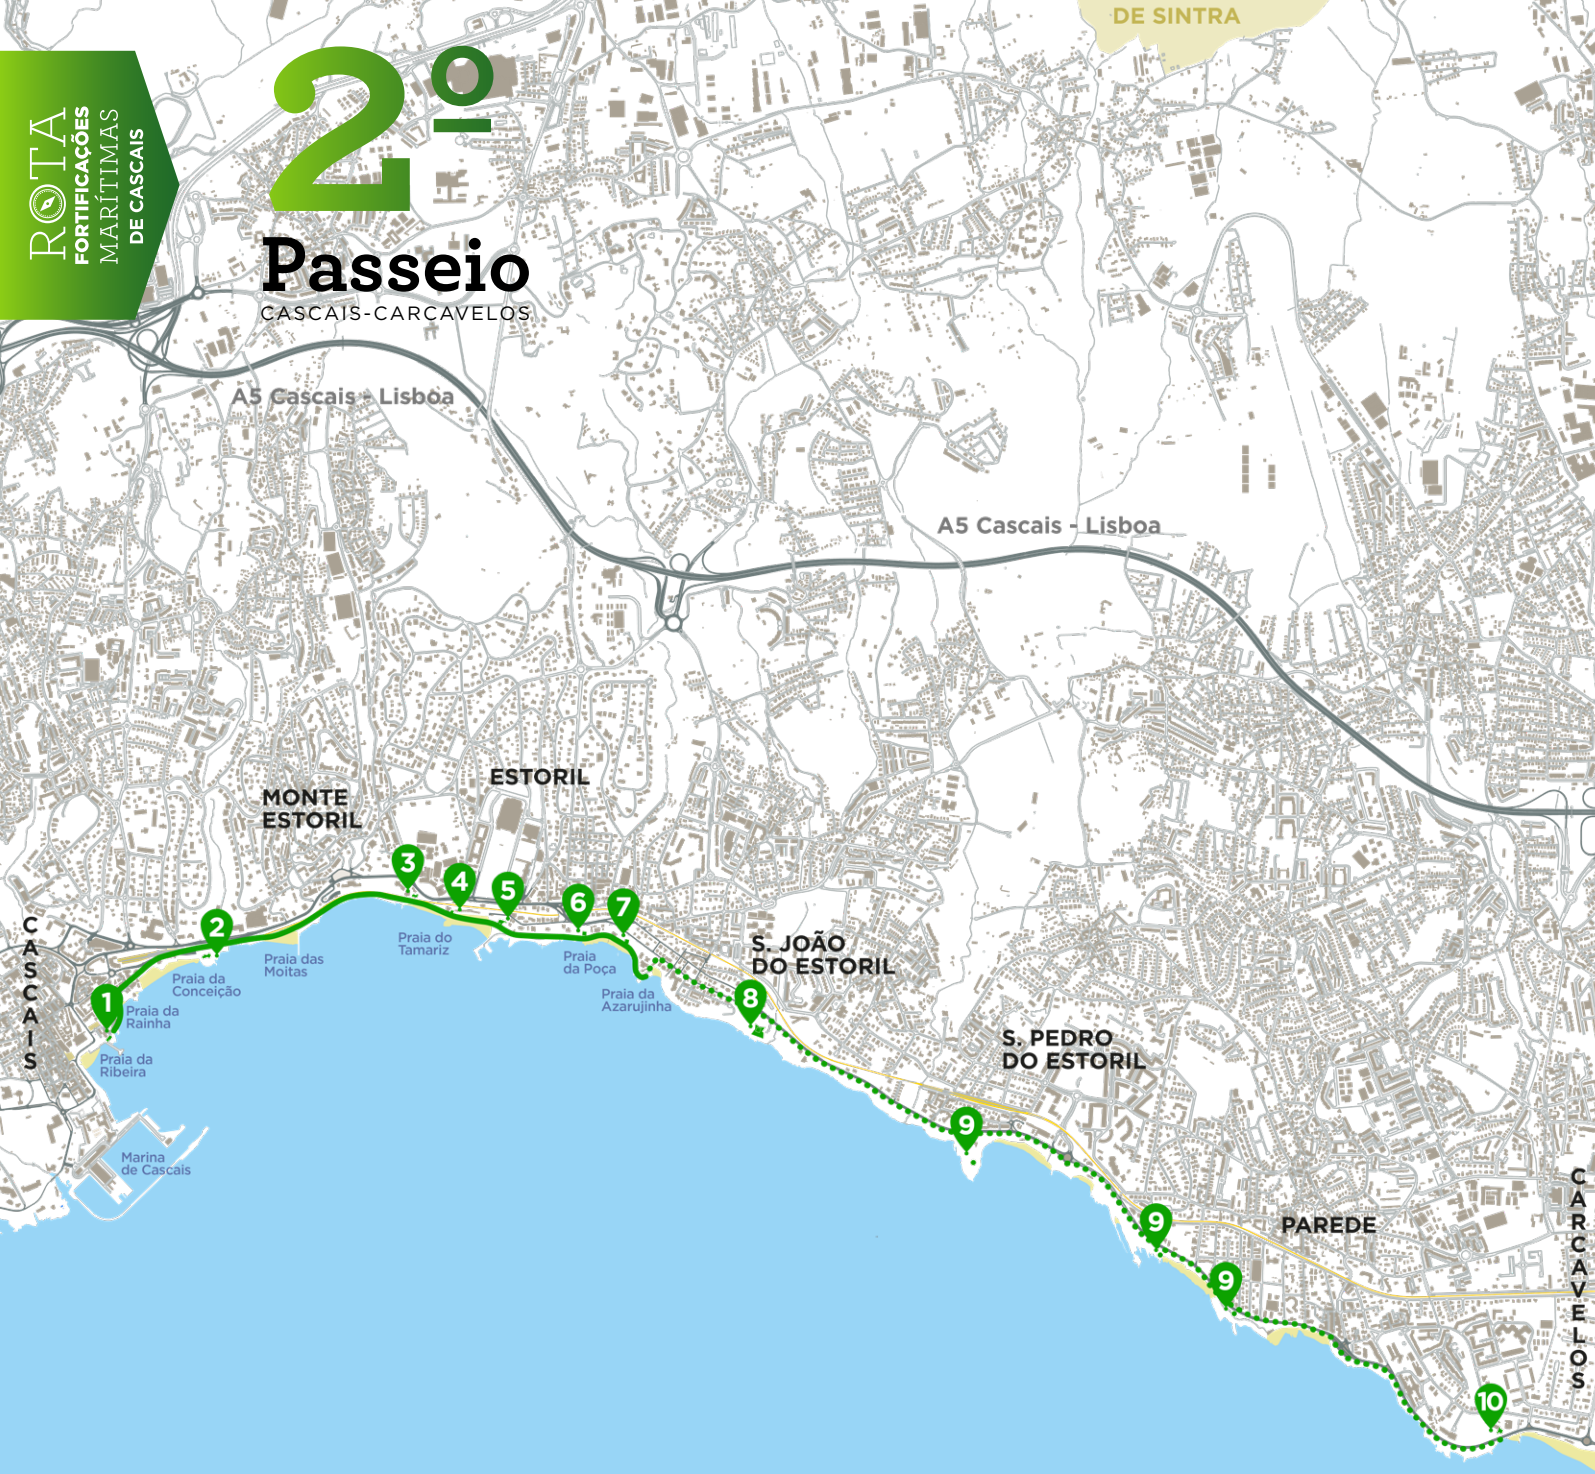 DE SINTRA
ROTA
FORTIFICAÇÕES
MARÍTIMAS
DE CASCAIS
2º
Passeio
CASCAIS-CARCAVELOS
A5 Cascais - Lisboa
A5 Cascais - Lisboa
ESTORIL
MONTE
ESTORIL
3
4
5
6
7
2
1
CASCAIS
Praia do
Tamariz
Praia das
Moitas
Praia da
Conceição
Praia da
Rainha
Praia da
Ribeira
Praia
da Poça
Praia da
Azarujinha
S. JOÃO
DO ESTORIL
8
S. PEDRO
DO ESTORIL
9
Marina
de Cascais
9
PAREDE
9
CARCAVELOS
10